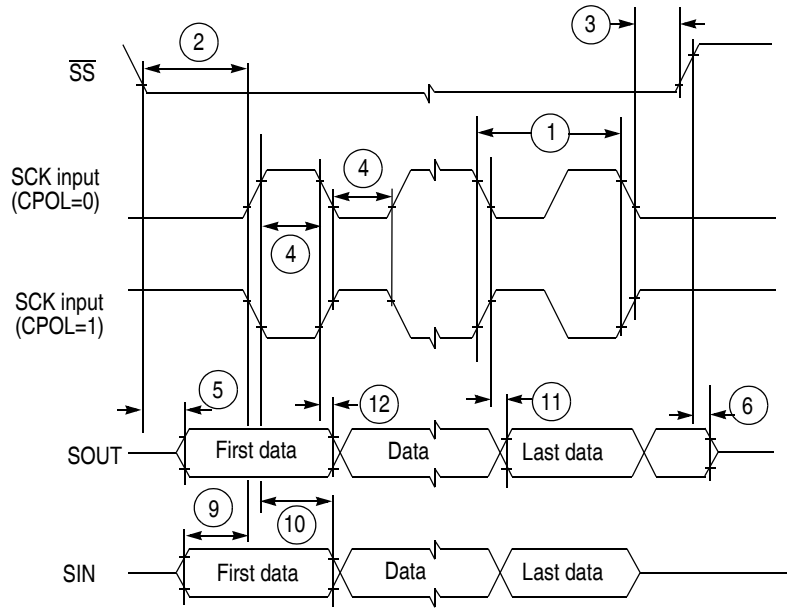 2
3
SS
1
SCK input
(CPOL=0)
4
4
SCK input
(CPOL=1)
5
12
11
6
SOUT
First data
Data
Last data
9
10
SIN
First data
Data
Last data